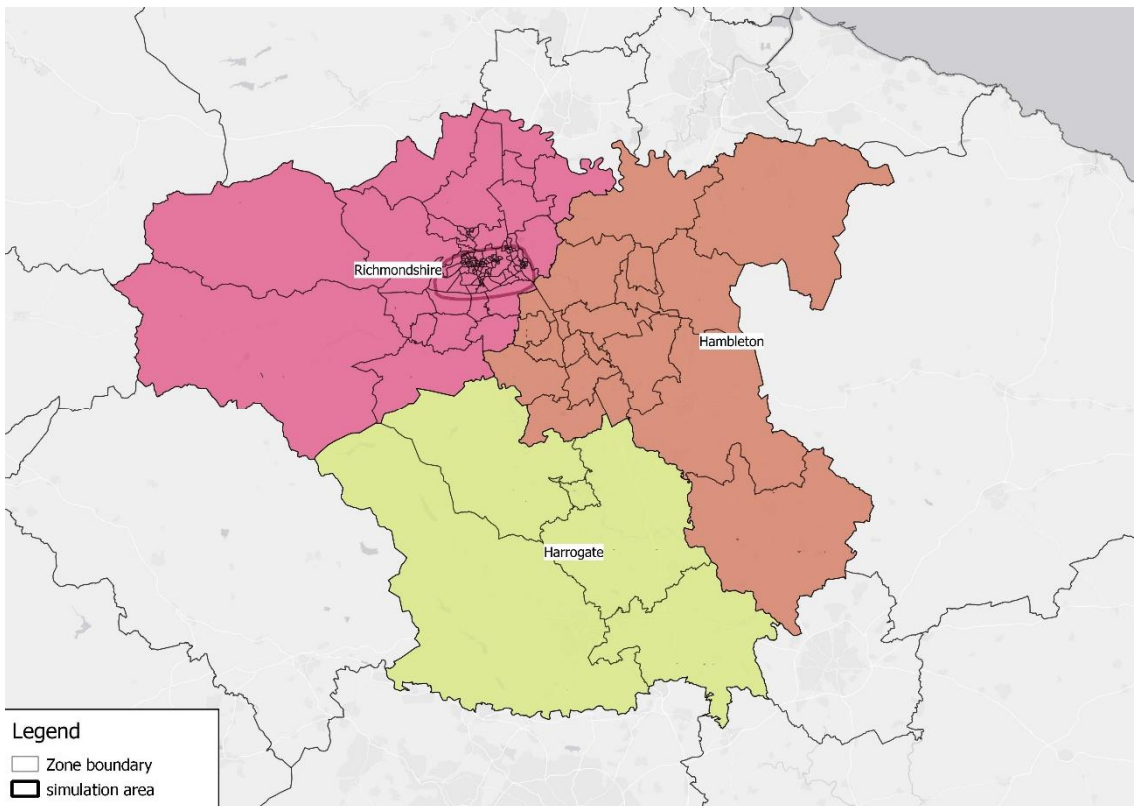 Richmondshire
Hambleton
Harrogate
Legend
Zone boundary
simulation area